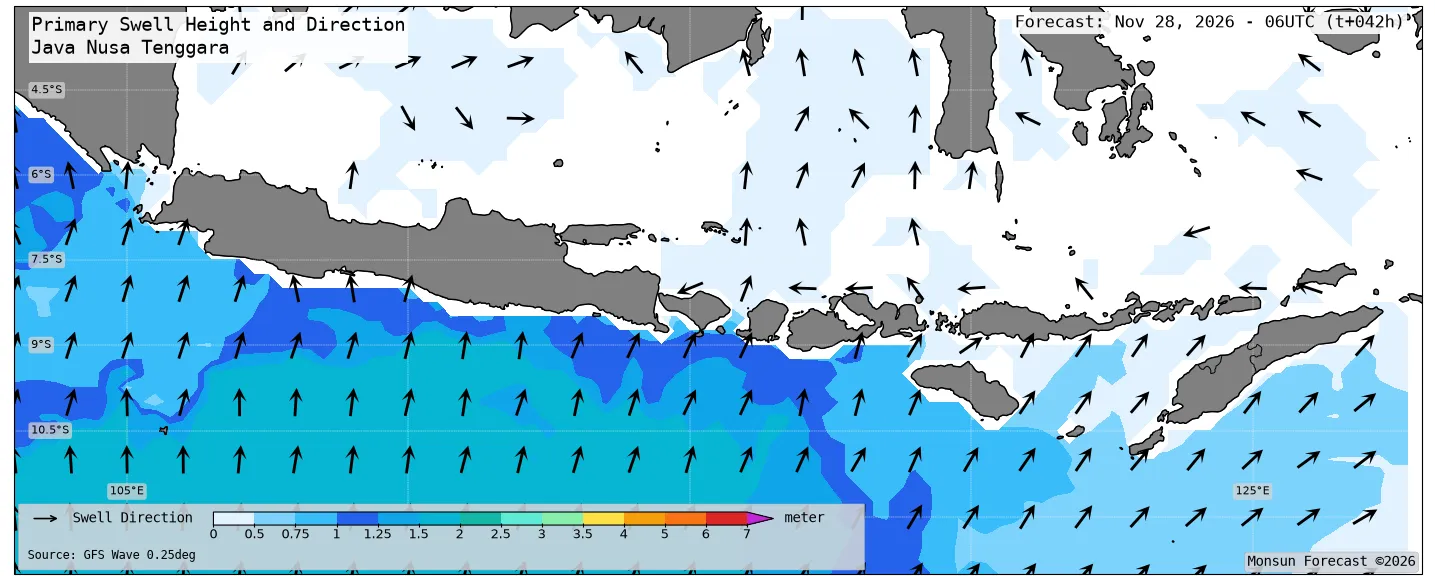 Primary Swell Height and Direction
Java Nusa Tenggara
Forecast: Nov 28, 2026 - 06UTC (t+042h)
4.5°S
6°S
7.5°S
9°S
10.5°S
105°E
125°E
Swell Direction
0 0.5 0.75 1 1.25 1.5 2 2.5 3 3.5 4 5 6 7
meter
Source: GFS Wave 0.25deg
Monsun Forecast ©2026